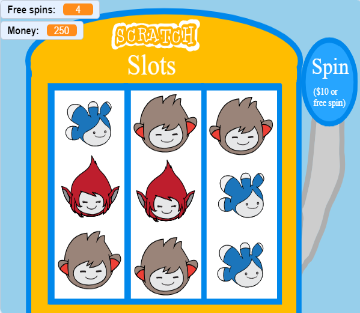 Free spins: 4
Money: 250
SCRATCH
Slots
Spin
($10 or
free spin)